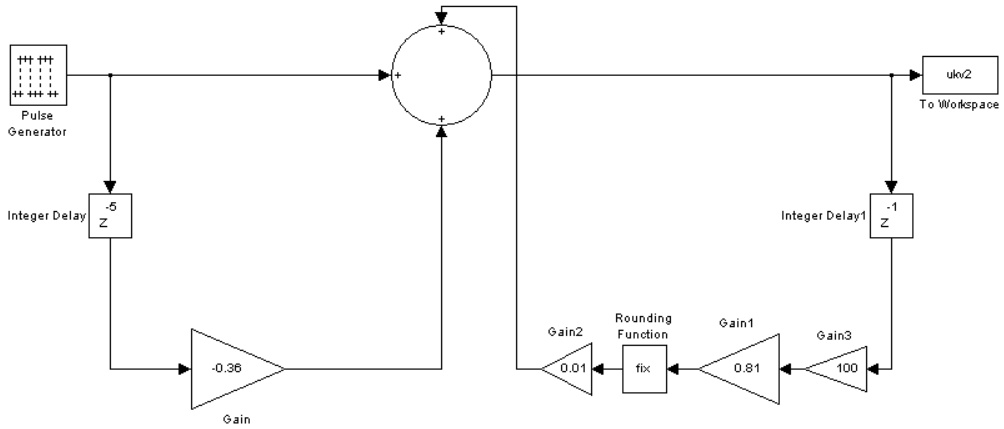 +
+
+
ukv2
To Workspace
Pulse
Generator
-5
Z
Integer Delay
-1
Z
Integer Delay1
-0.36
Gain
Gain2
0.01
Rounding
Function
fix
Gain1
0.81
Gain3
100